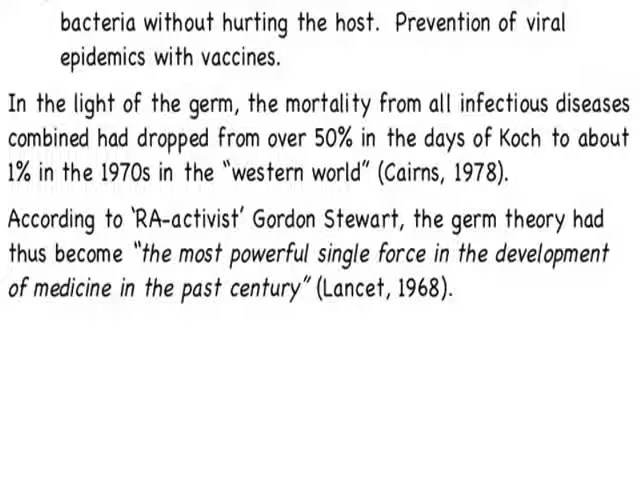 bacteria without hurting the host.  Prevention of viral
epidemics with vaccines.
In the light of the germ, the mortality from all infectious diseases
combined had dropped from over 50% in the days of Koch to about
1% in the 1970s in the “western world” (Cairns, 1978).
According to ‘RA-activist’ Gordon Stewart, the germ theory had
thus become “the most powerful single force in the development
of medicine in the past century” (Lancet, 1968).